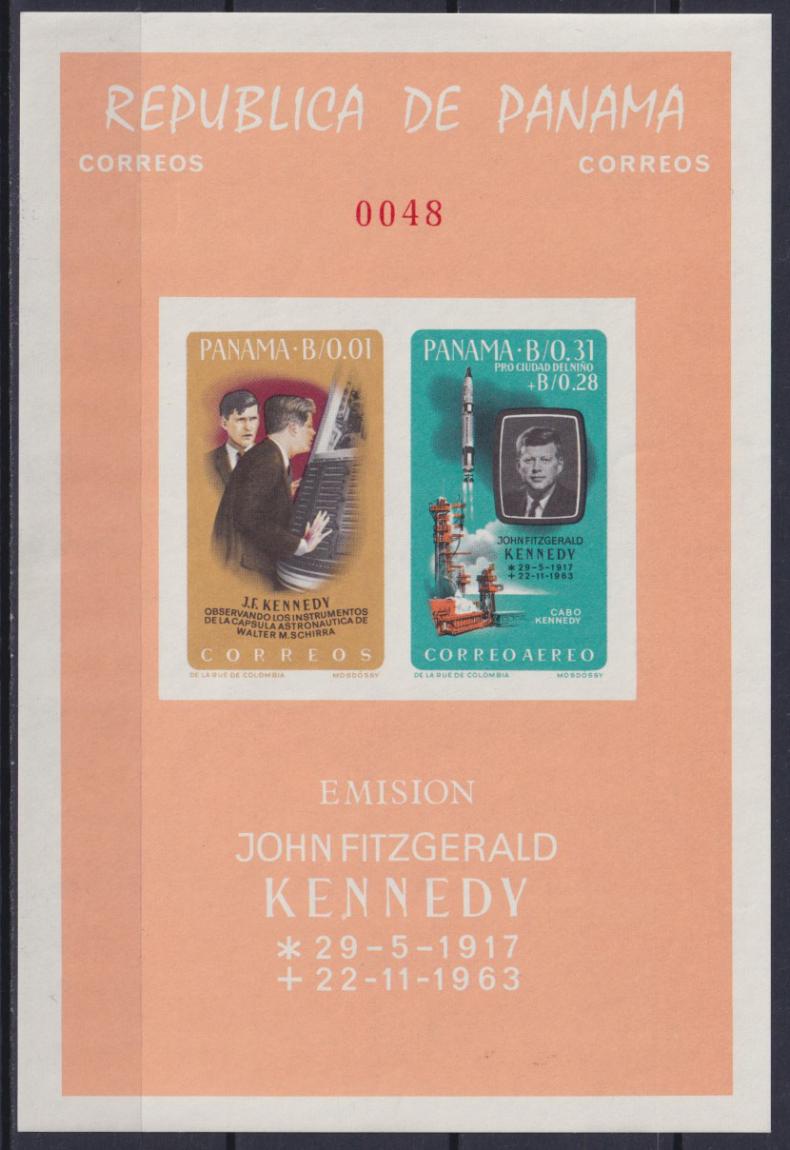 REPUBLICA DE PANAMA
CORREOS CORREOS
0048
PANAMA · B/0.01
J.F. KENNEDY
OBSERVANDO LOS INSTRUMENTOS
DE LA CAPSULA ASTRONAUTICA DE
WALTER M. SCHIRRA
CORREOS
DE LA RUE DE COLOMBIA MOSDÓSSY
PANAMA · B/0.31
PRO CIUDAD DEL NIÑO
+B/0.28
JOHN FITZGERALD
KENNEDY
* 29-5-1917
+ 22-11-1963
CABO
KENNEDY
CORREO AEREO
DE LA RUE DE COLOMBIA MOSDÓSSY
EMISION
JOHN FITZGERALD
KENNEDY
* 29-5-1917
+ 22-11-1963